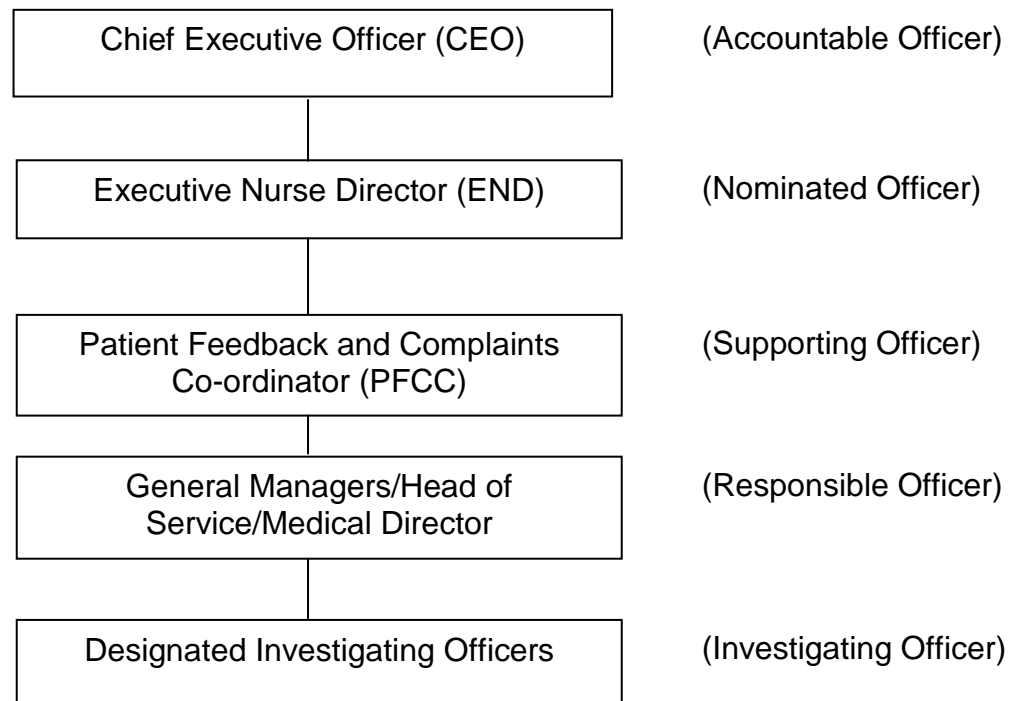 Chief Executive Officer (CEO) (Accountable Officer)
Executive Nurse Director (END) (Nominated Officer)
Patient Feedback and Complaints (Supporting Officer)
Co-ordinator (PFCC)
General Managers/Head of (Responsible Officer)
Service/Medical Director
Designated Investigating Officers (Investigating Officer)